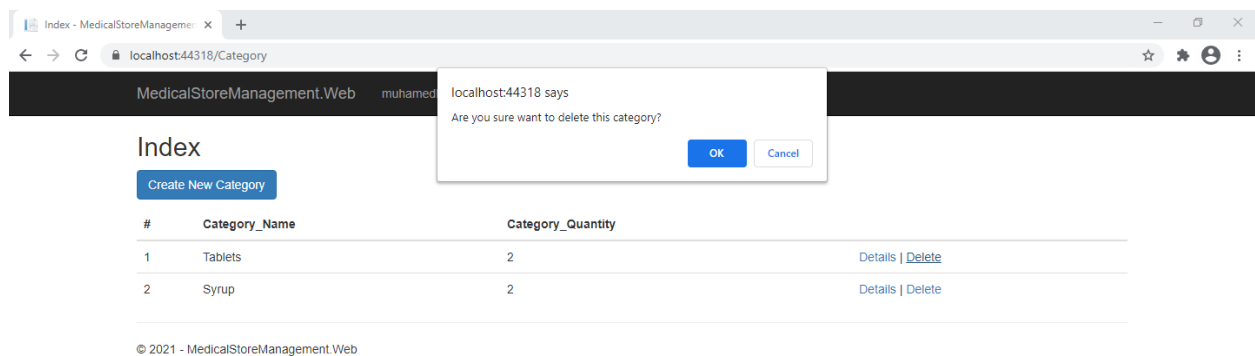 Index - MedicalStoreManagemen
localhost:44318/Category
MedicalStoreManagement.Web muhamed
localhost:44318 says
Are you sure want to delete this category?
OK Cancel
Index
Create New Category
# Category_Name Category_Quantity
1 Tablets 2 Details | Delete
2 Syrup 2 Details | Delete
© 2021 - MedicalStoreManagement.Web